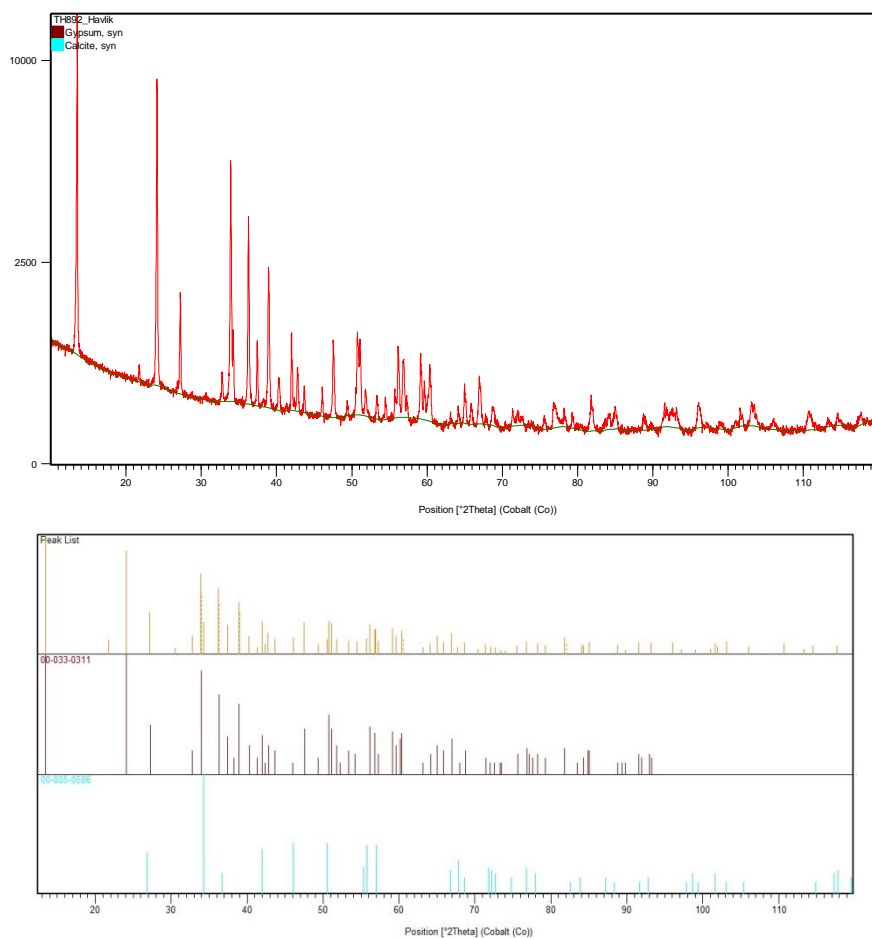 TH892_Havlik
Gypsum, syn
Calcite, syn
10000
2500
0
20 30 40 50 60 70 80 90 100 110
Position [°2Theta] (Cobalt (Co))
Peak List
00-033-0311
00-005-0586
20 30 40 50 60 70 80 90 100 110
Position [°2Theta] (Cobalt (Co))